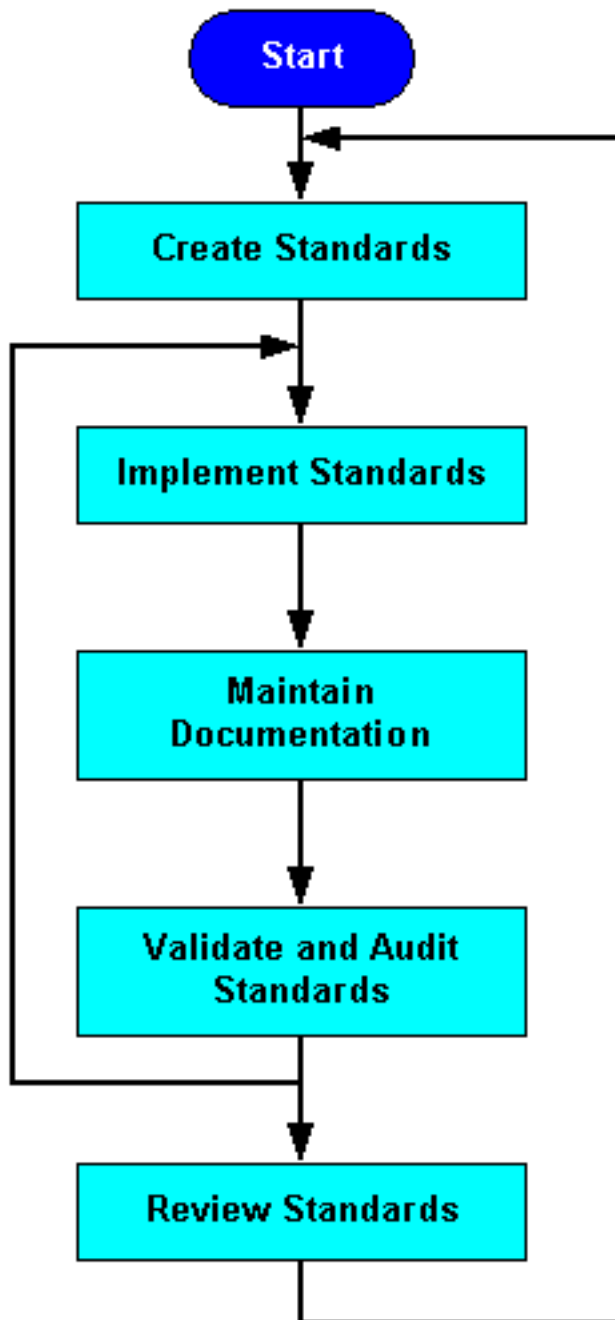 Start
Create Standards
Implement Standards
Maintain
Documentation
Validate and Audit
Standards
Review Standards